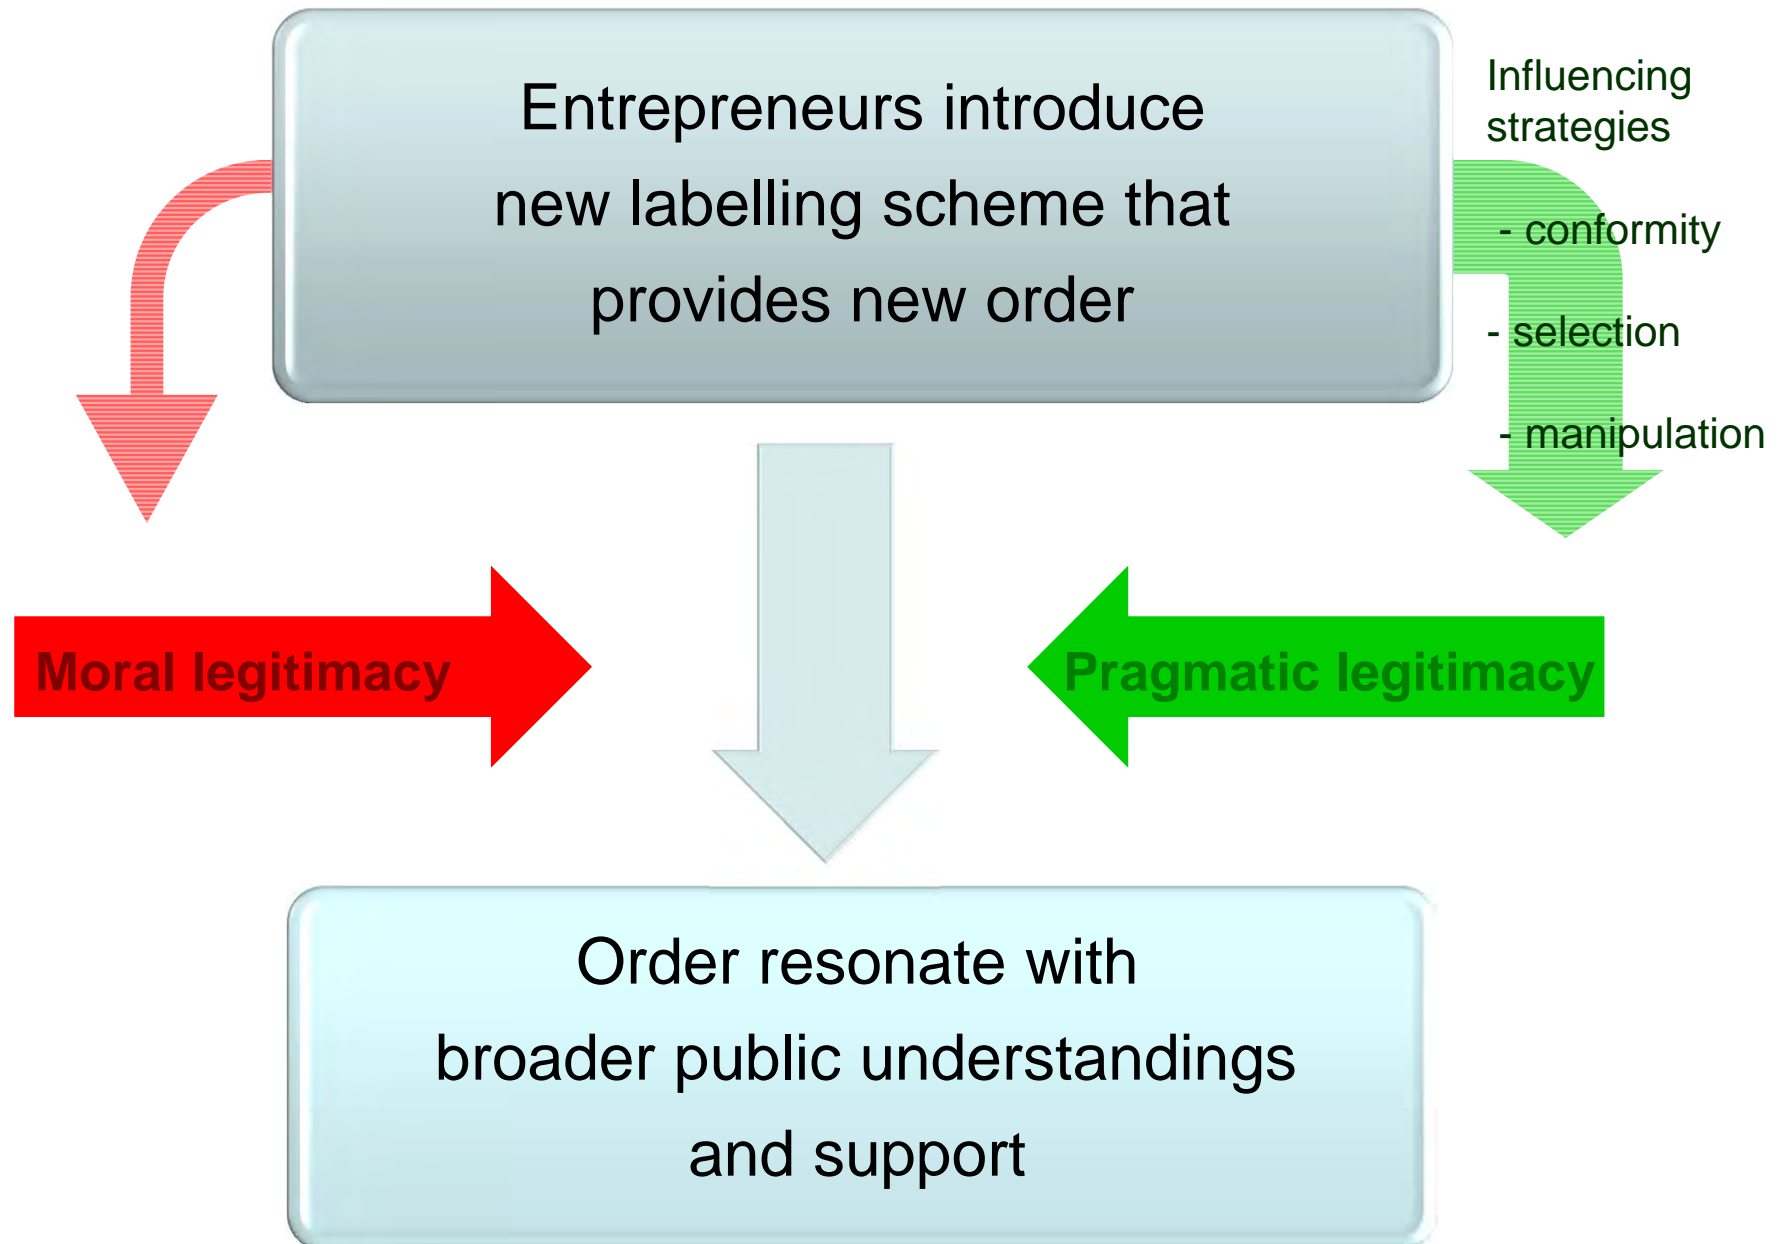 Entrepreneurs introduce
new labelling scheme that
provides new order
Influencing
strategies
- conformity
- selection
- manipulation
Moral legitimacy
Pragmatic legitimacy
Order resonate with
broader public understandings
and support